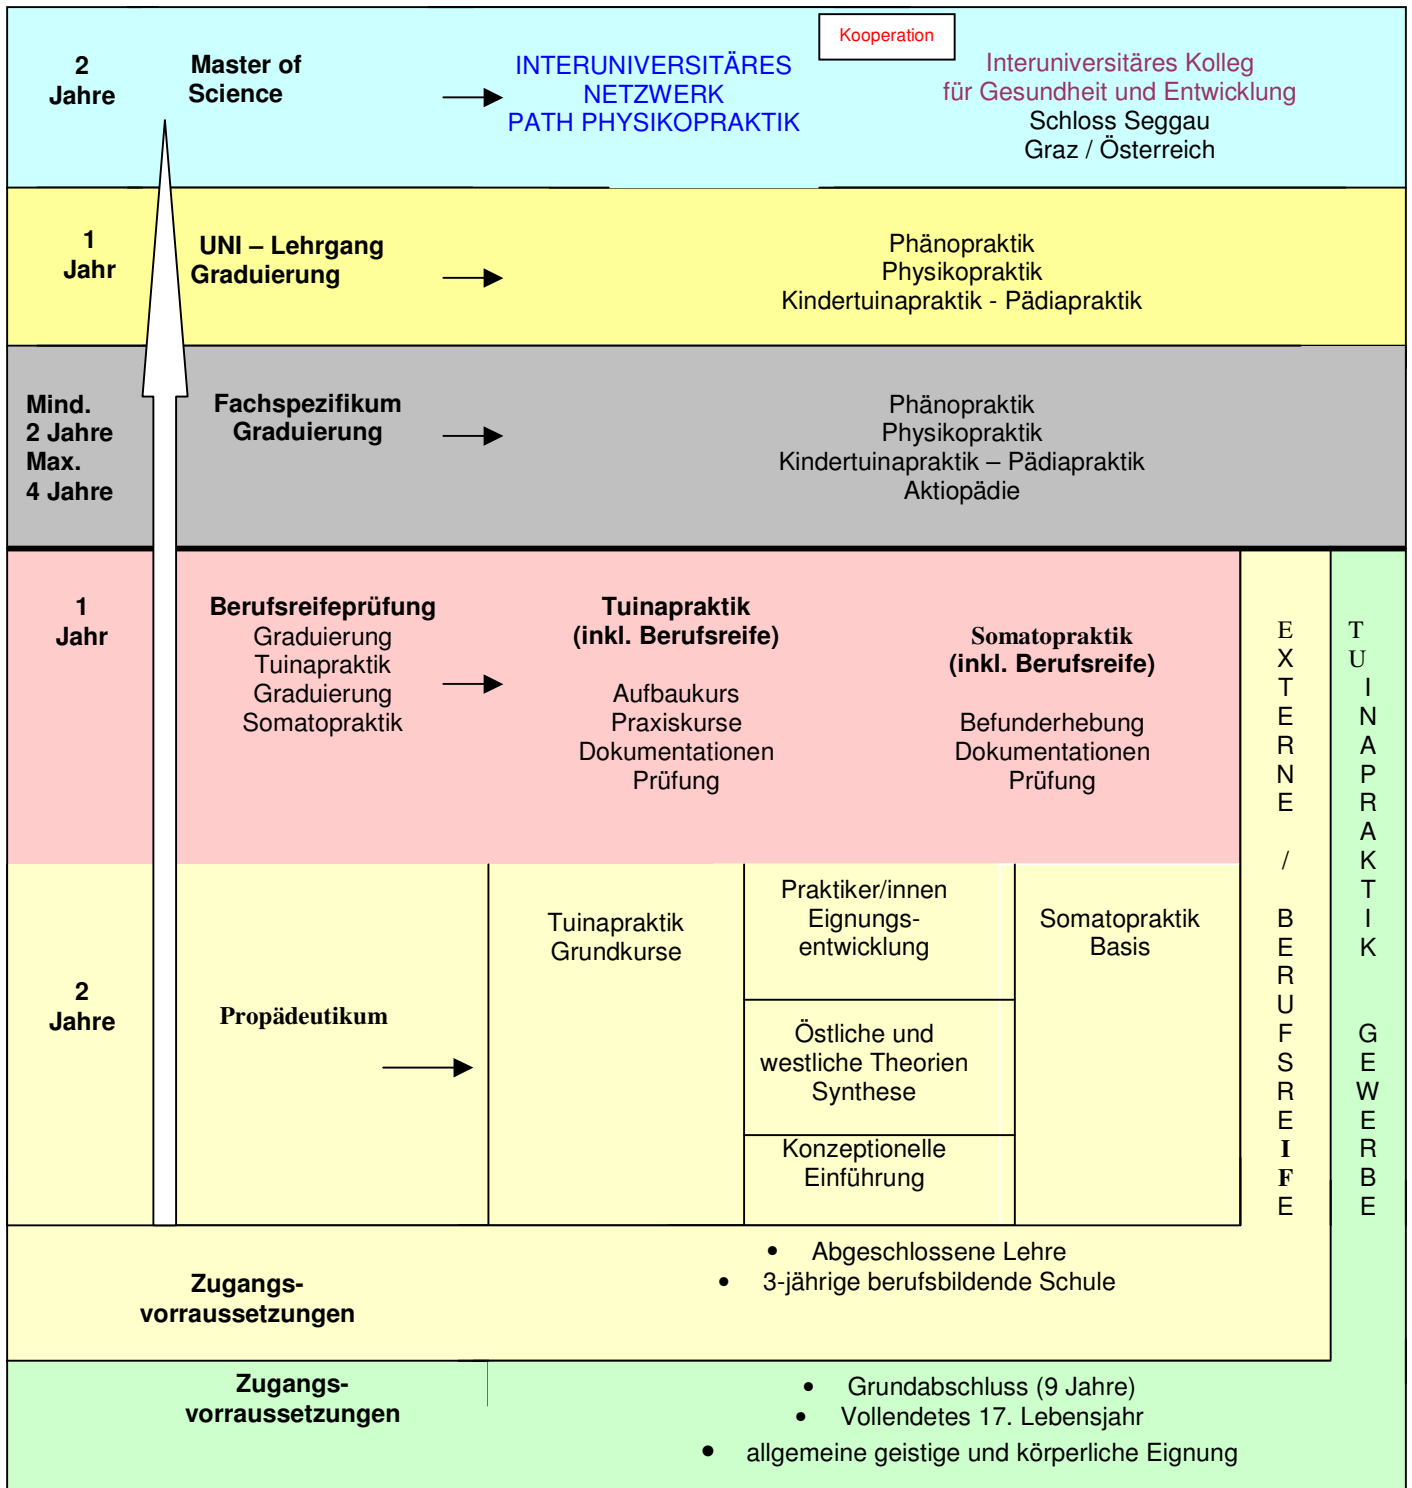 Kooperation
2
Jahre
Master of
Science
INTERUNIVERSITÄRES
NETZWERK
PATH PHYSIKOPRAKTIK
Interuniversitäres Kolleg
für Gesundheit und Entwicklung
Schloss Seggau
Graz / Österreich
1
Jahr
UNI – Lehrgang
Graduierung
Phänopraktik
Physikopraktik
Kindertuinapraktik - Pädiapraktik
Mind.
2 Jahre
Max.
4 Jahre
Fachspezifikum
Graduierung
Phänopraktik
Physikopraktik
Kindertuinapraktik – Pädiapraktik
Aktiopädie
1
Jahr
Berufsreifeprüfung
Graduierung
Tuinapraktik
Graduierung
Somatopraktik
Tuinapraktik
(inkl. Berufsreife)
Aufbaukurs
Praxiskurse
Dokumentationen
Prüfung
Somatopraktik
(inkl. Berufsreife)
Befunderhebung
Dokumentationen
Prüfung
EXTERNE / BERUFSREIFE
TUINAPRAKTIK GEWERBE
2
Jahre
Propädeutikum
Tuinapraktik
Grundkurse
Praktiker/innen
Eignungs-
entwicklung
Östliche und
westliche Theorien
Synthese
Konzeptionelle
Einführung
Somatopraktik
Basis
Zugangs-
vorraussetzungen
• Abgeschlossene Lehre
• 3-jährige berufsbildende Schule
Zugangs-
vorraussetzungen
• Grundabschluss (9 Jahre)
• Vollendetes 17. Lebensjahr
• allgemeine geistige und körperliche Eignung